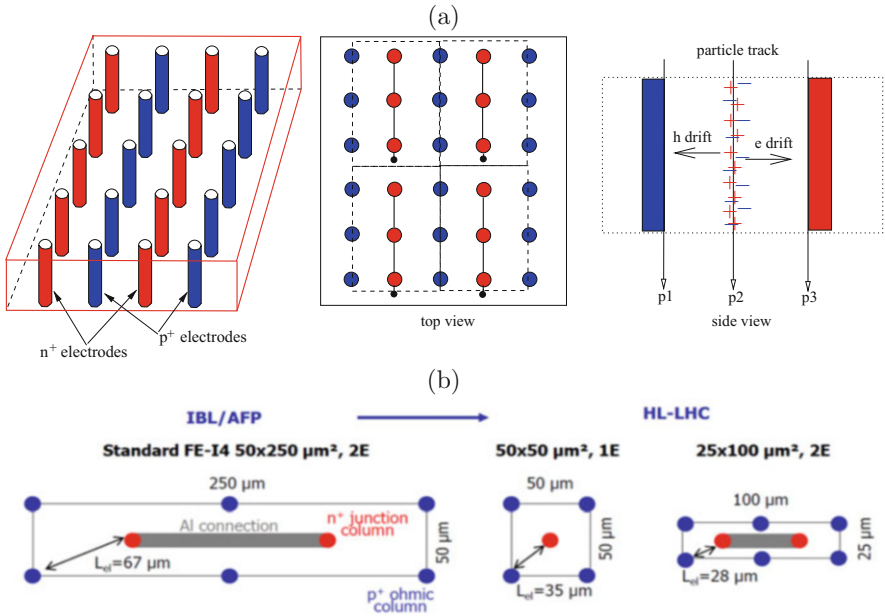 (a)
particle track
h drift
e drift
p1
p2
p3
n+ electrodes
p+ electrodes
top view
side view
(b)
IBL/AFP
HL-LHC
Standard FE-I4 50x250 µm², 2E
50x50 µm², 1E
25x100 µm², 2E
250 µm
50 µm
100 µm
Al connection
n+ junction
column
50 µm
50 µm
25 µm
Lel=67 µm
Lel=35 µm
Lel=28 µm
p+ ohmic
column